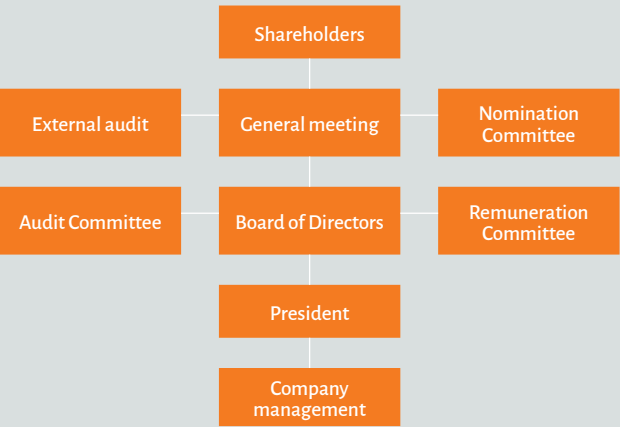 Shareholders
External audit
General meeting
Nomination
Committee
Audit Committee
Board of Directors
Remuneration
Committee
President
Company
management